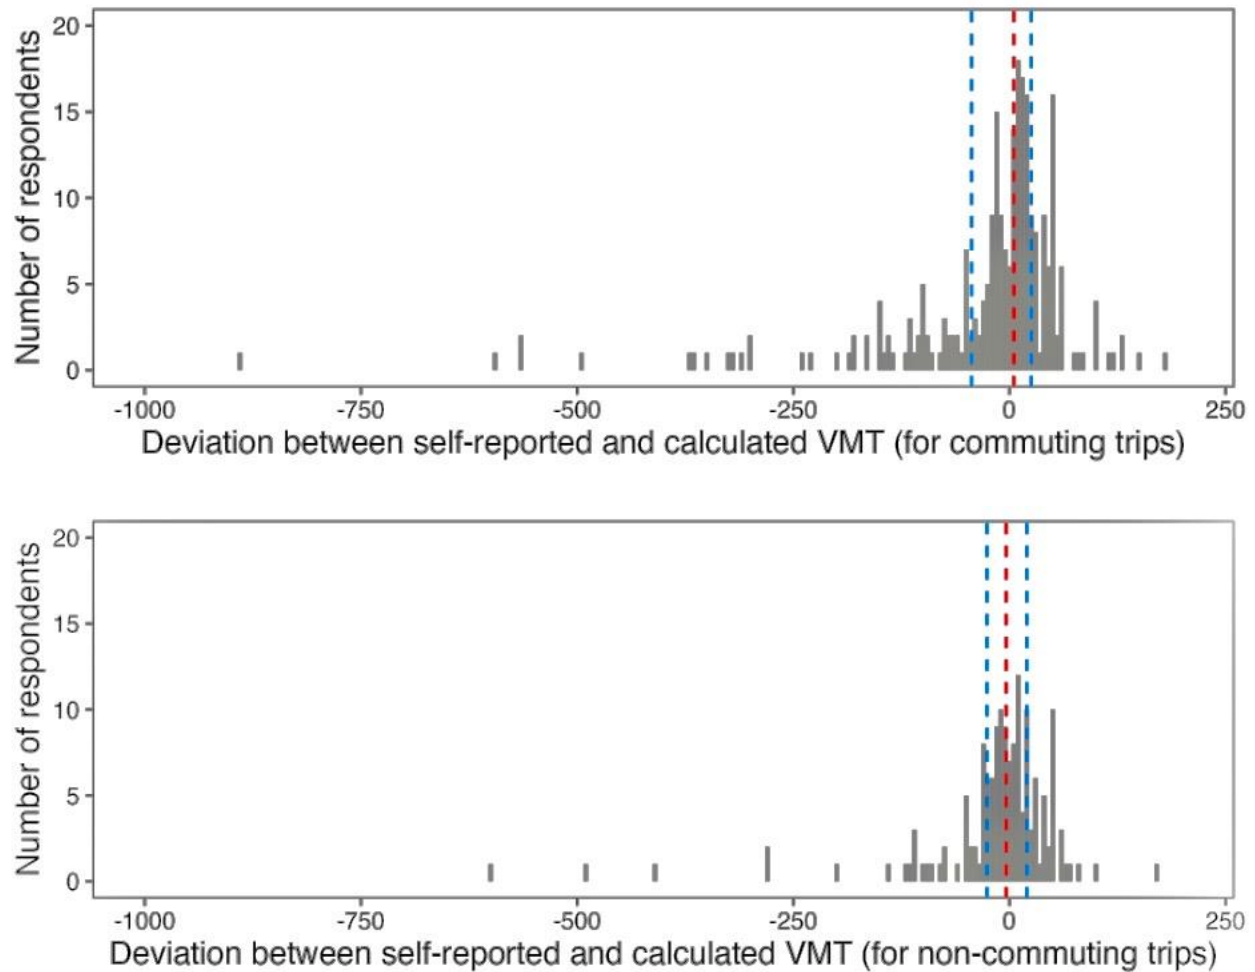 20
15
10
5
0
Number of respondents
-1000 -750 -500 -250 0 250
Deviation between self-reported and calculated VMT (for commuting trips)
20
15
10
5
0
Number of respondents
-1000 -750 -500 -250 0 250
Deviation between self-reported and calculated VMT (for non-commuting trips)